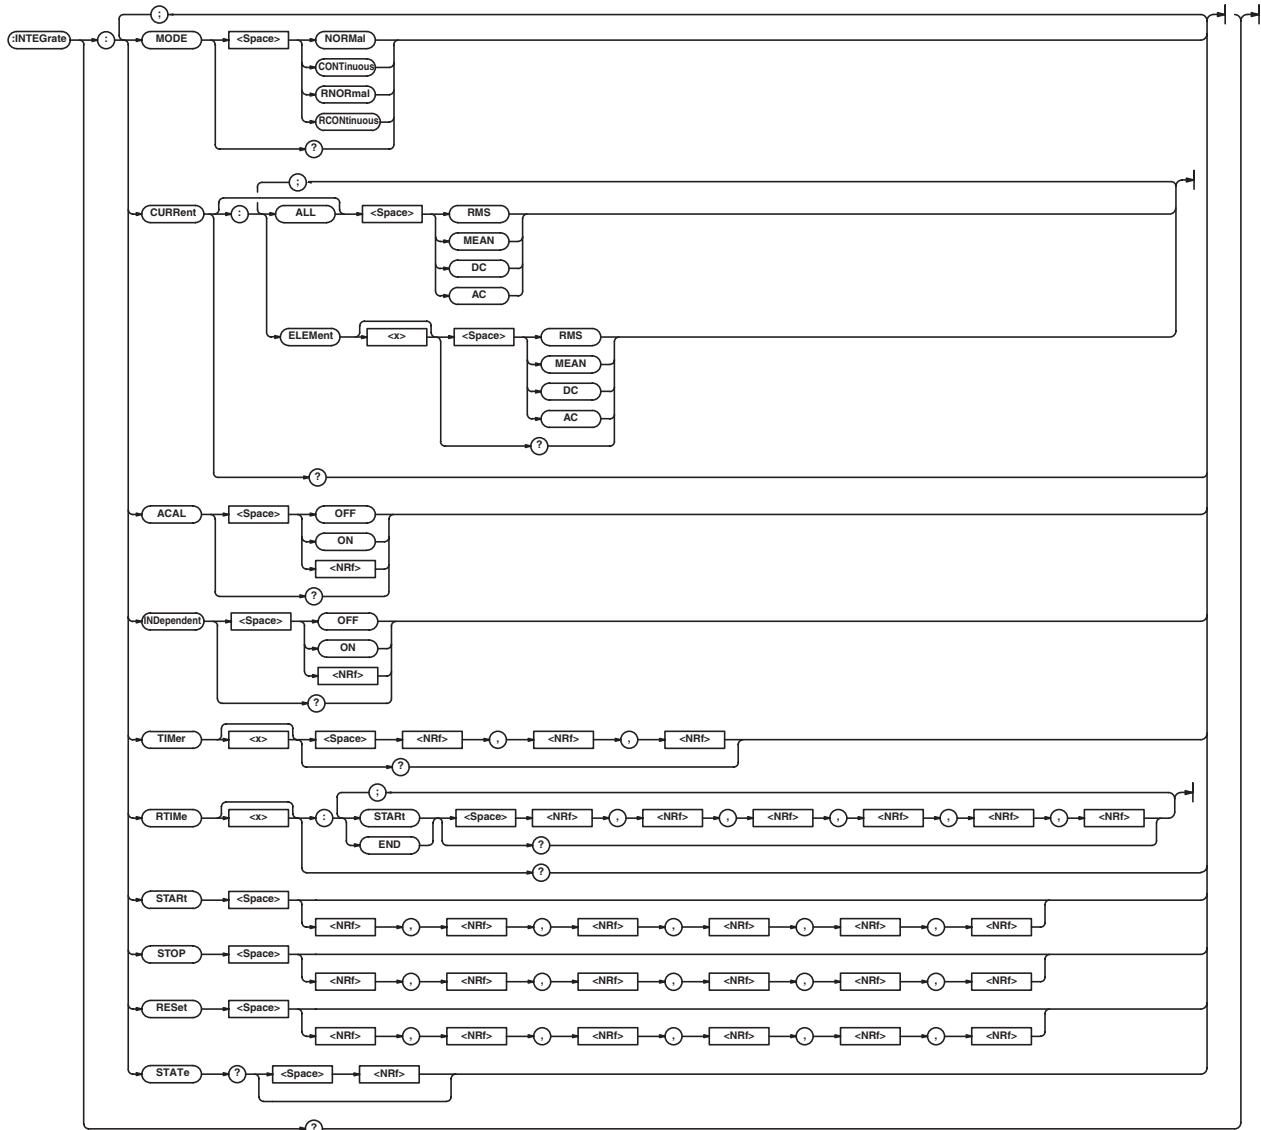 ;
:INTEGrate : MODE <Space> NORMal
CONTinuous
RNORmal
RCONtinuous
?
;
CURRent : ALL <Space> RMS
MEAN
DC
AC
ELEMent <x> <Space> RMS
MEAN
DC
AC
?
?
ACAL <Space> OFF
ON
<NRf>
?
INDependent <Space> OFF
ON
<NRf>
?
TIMer <x> <Space> <NRf> , <NRf> , <NRf>
?
;
RTIMe <x> : STARt <Space> <NRf> , <NRf> , <NRf> , <NRf> , <NRf> , <NRf>
END ?
?
STARt <Space>
<NRf> , <NRf> , <NRf> , <NRf> , <NRf> , <NRf>
STOP <Space>
<NRf> , <NRf> , <NRf> , <NRf> , <NRf> , <NRf>
RESet <Space>
<NRf> , <NRf> , <NRf> , <NRf> , <NRf> , <NRf>
STATe ? <Space> <NRf>
?